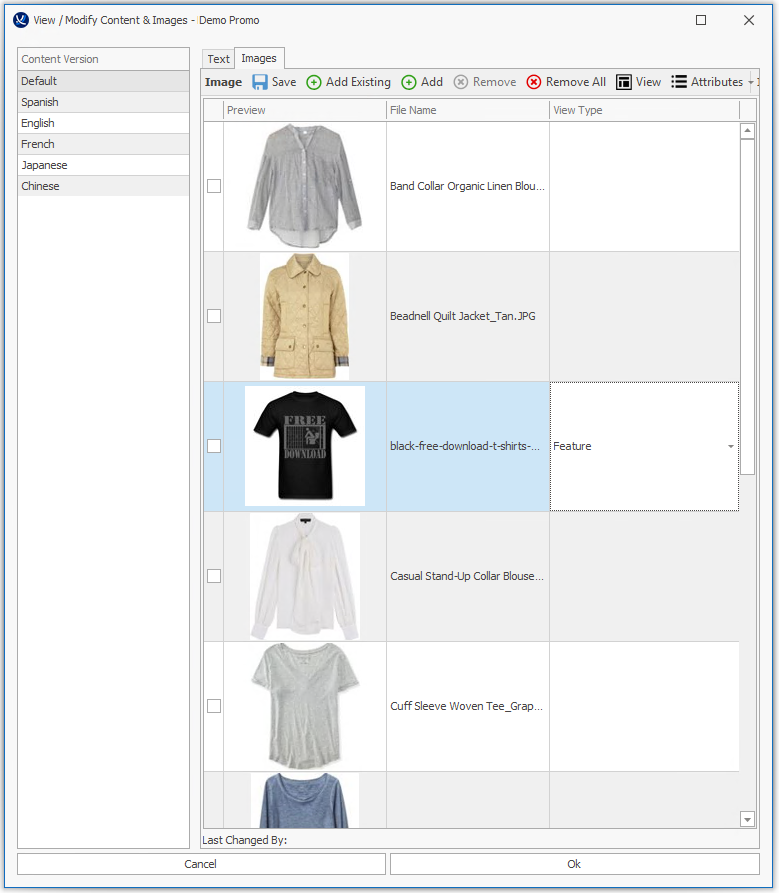 View / Modify Content & Images - Demo Promo
Content Version
Default
Spanish
English
French
Japanese
Chinese
Text Images
Image Save Add Existing Add Remove Remove All View Attributes
Preview File Name View Type
Band Collar Organic Linen Blou...
Beadnell Quilt Jacket_Tan.JPG
FREE
DOWNLOAD
black-free-download-t-shirts-...
Feature
Casual Stand-Up Collar Blouse...
Cuff Sleeve Woven Tee_Grap...
Last Changed By:
Cancel Ok